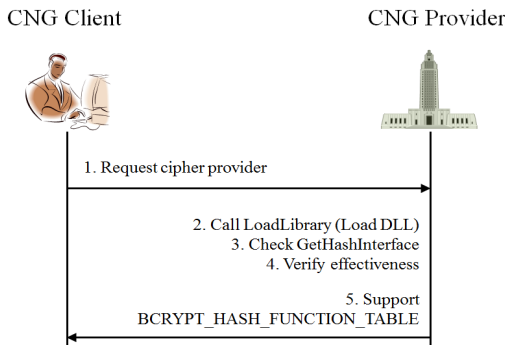 CNG Client
CNG Provider
1. Request cipher provider
2. Call LoadLibrary (Load DLL)
3. Check GetHashInterface
4. Verify effectiveness
5. Support
BCRYPT_HASH_FUNCTION_TABLE